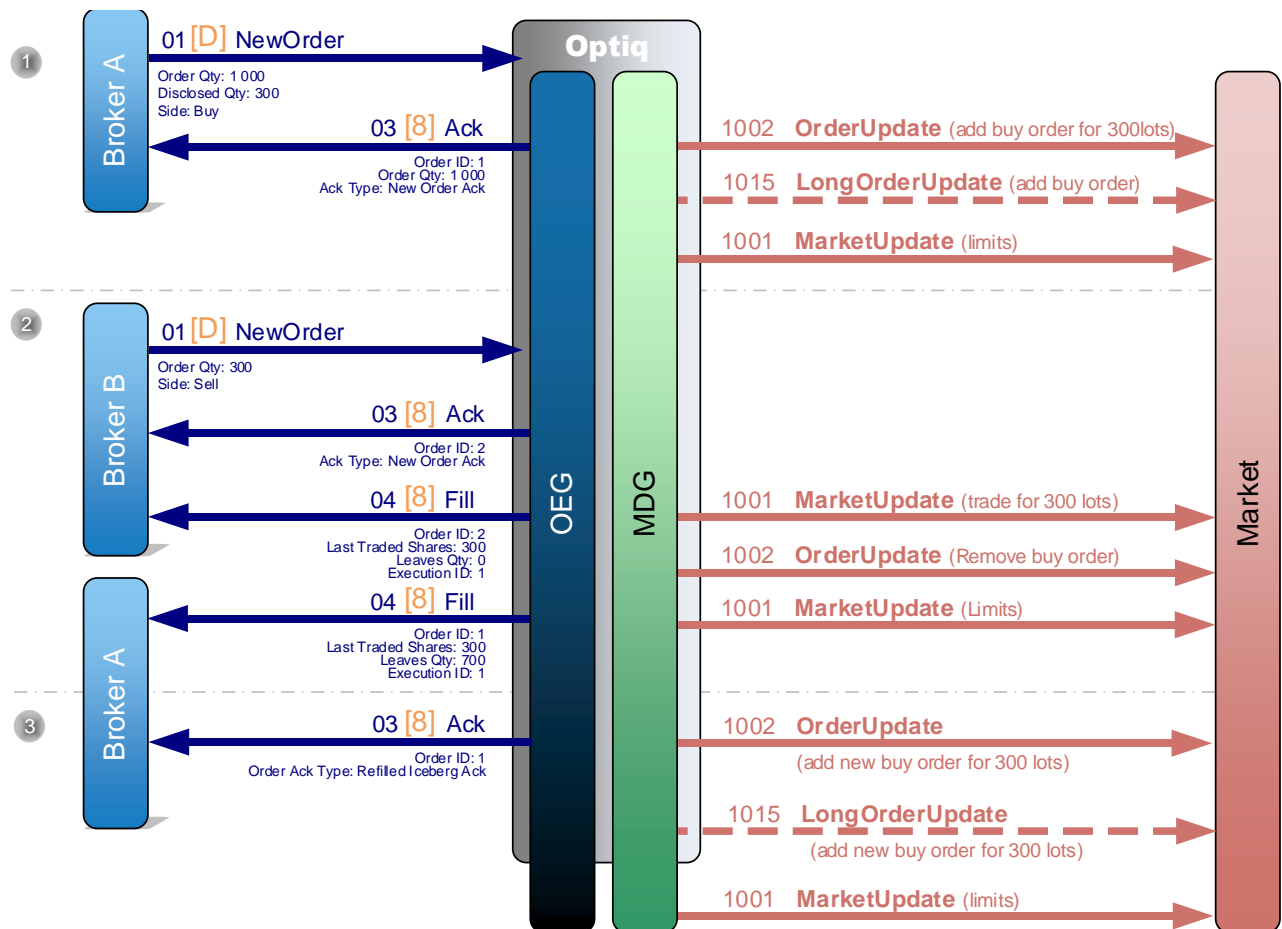 Optiq
1
Broker A
01 [D] NewOrder
Order Qty: 1 000
Disclosed Qty: 300
Side: Buy
03 [8] Ack
Order ID: 1
Order Qty: 1 000
Ack Type: New Order Ack
1002 OrderUpdate (add buy order for 300lots)
1015 LongOrderUpdate (add buy order)
1001 MarketUpdate (limits)
2
Broker B
01 [D] NewOrder
Order Qty: 300
Side: Sell
03 [8] Ack
Order ID: 2
Ack Type: New Order Ack
04 [8] Fill
Order ID: 2
Last Traded Shares: 300
Leaves Qty: 0
Execution ID: 1
OEG
MDG
Market
1001 MarketUpdate (trade for 300 lots)
1002 OrderUpdate (Remove buy order)
1001 MarketUpdate (Limits)
Broker A
04 [8] Fill
Order ID: 1
Last Traded Shares: 300
Leaves Qty: 700
Execution ID: 1
3
03 [8] Ack
Order ID: 1
Order Ack Type: Refilled Iceberg Ack
1002 OrderUpdate
(add new buy order for 300 lots)
1015 LongOrderUpdate
(add new buy order for 300 lots)
1001 MarketUpdate (limits)